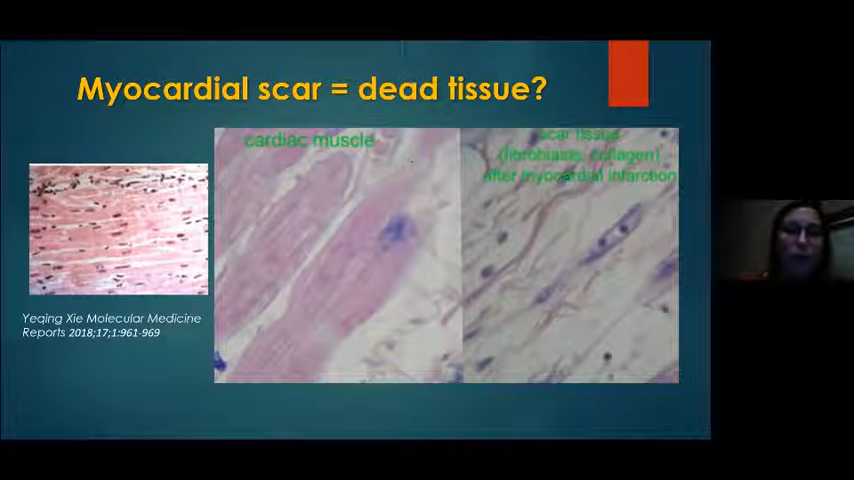 Myocardial scar = dead tissue?
cardiac muscle
scar tissue
(fibroblasts, collagen)
after myocardial infarction
Yeqing Xie Molecular Medicine
Reports 2018;17;1:961-969